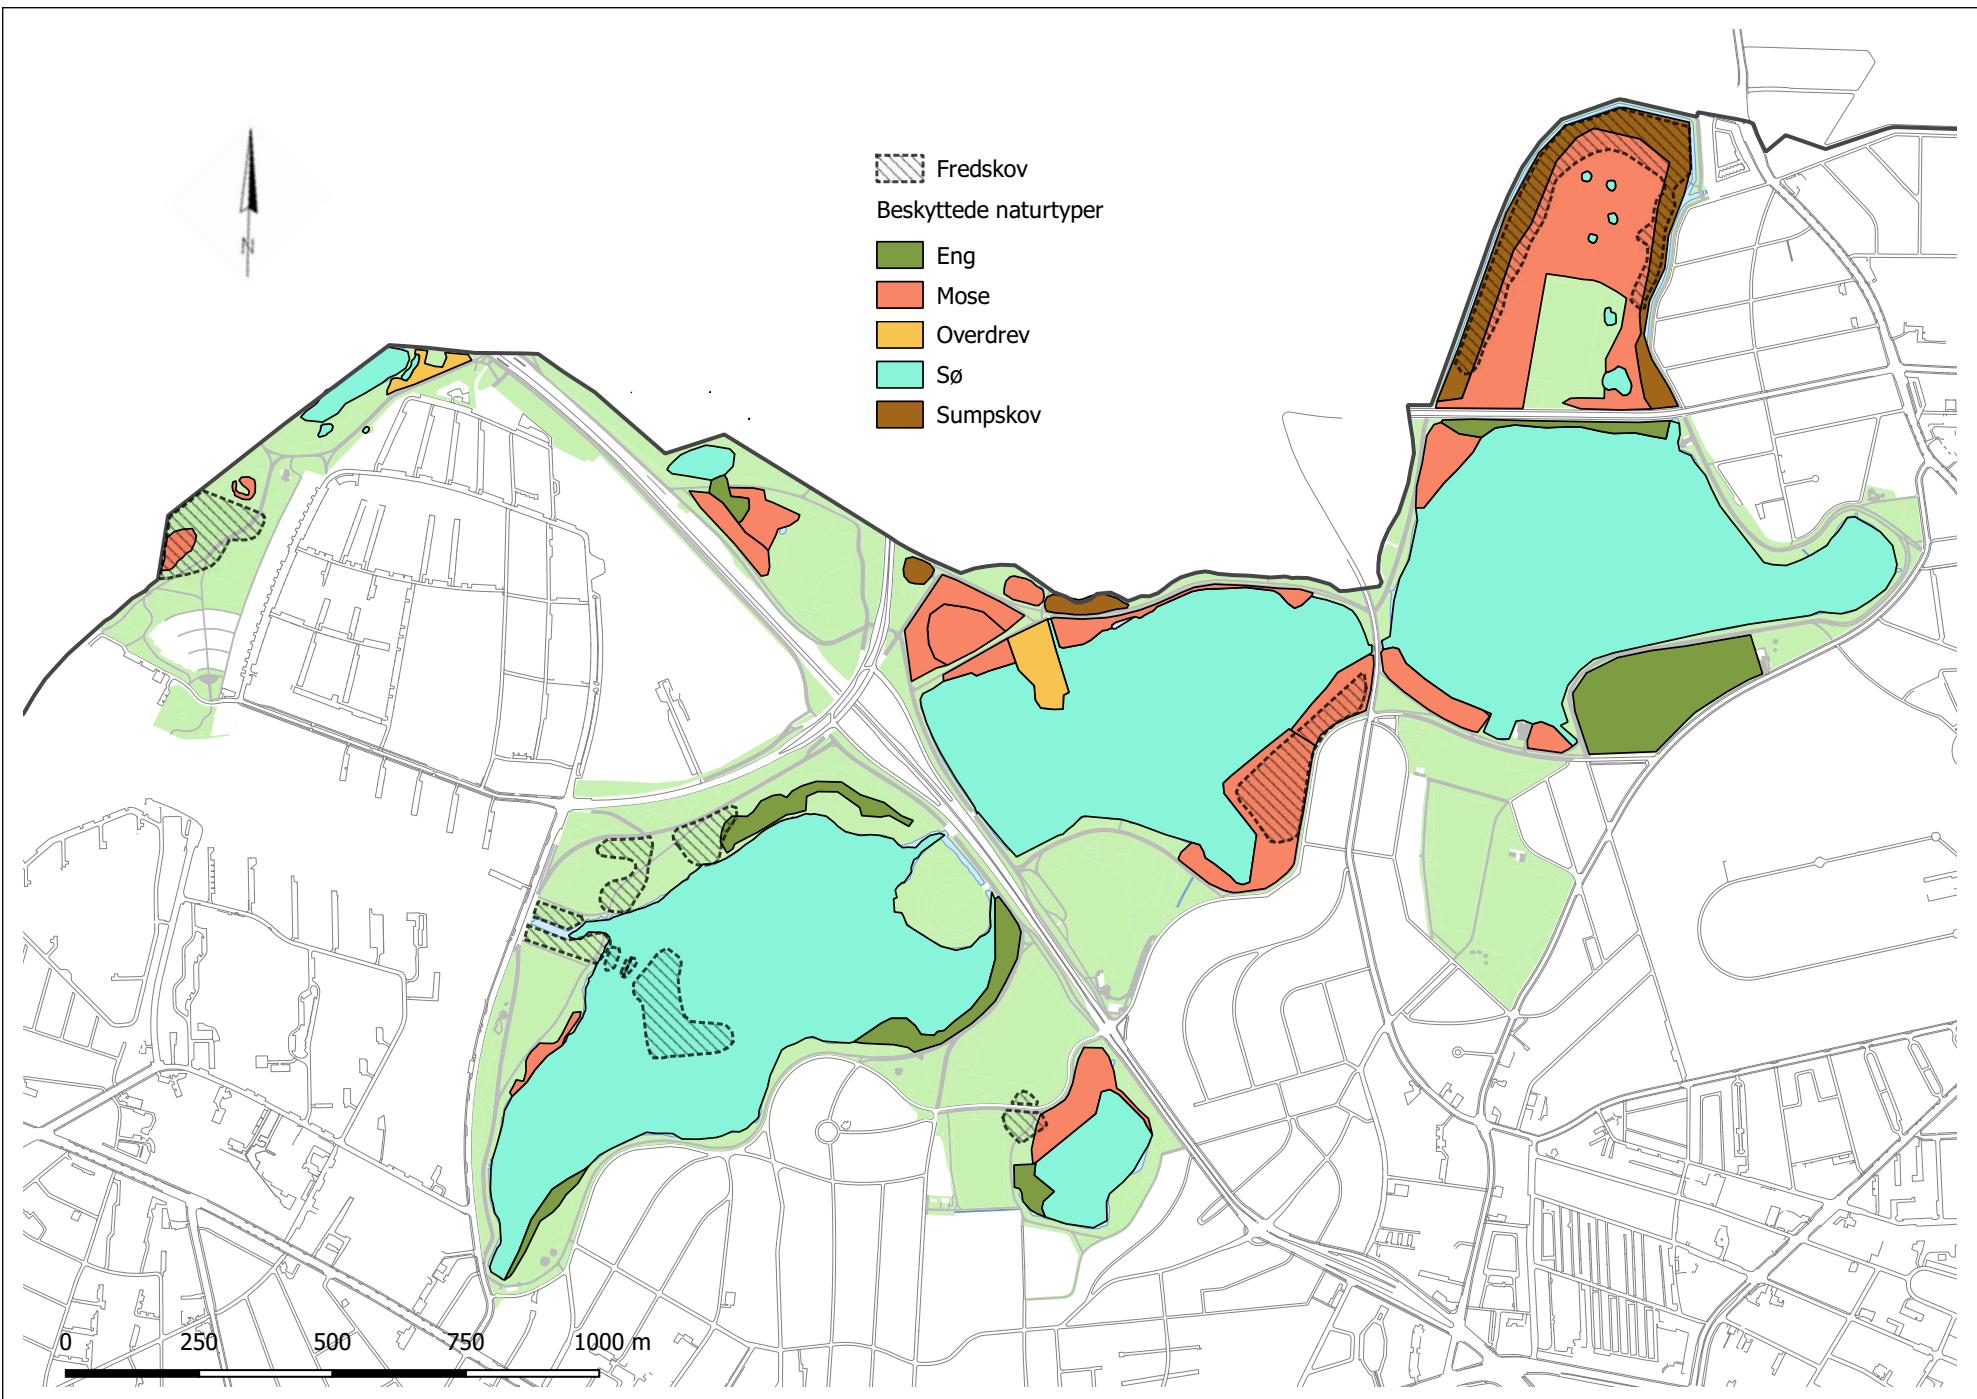 Fredskov
Beskyttede naturtyper
Eng
Mose
Overdrev
Sø
Sumpskov
N
0 250 500 750 1000 m